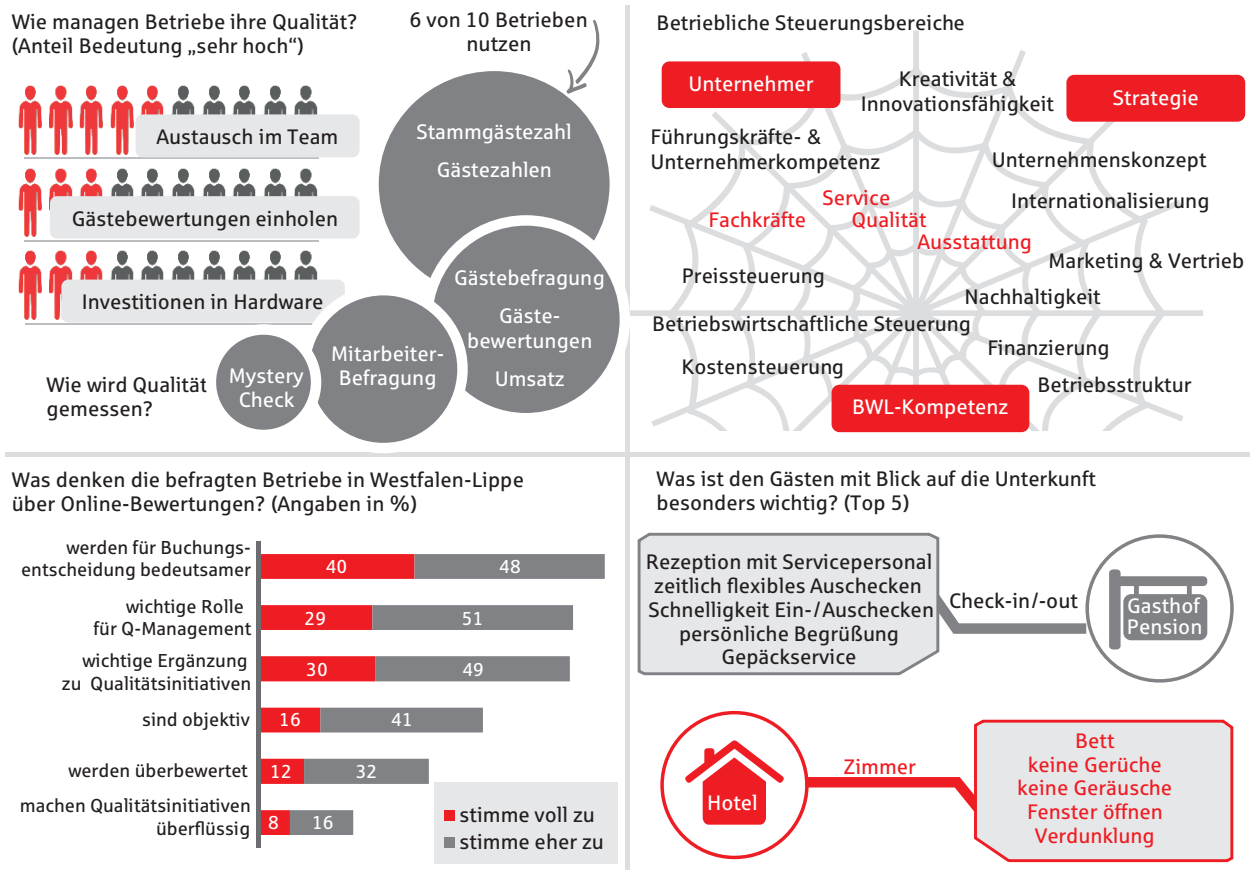 Wie managen Betriebe ihre Qualität?
(Anteil Bedeutung „sehr hoch“)
Austausch im Team
Gästebewertungen einholen
Investitionen in Hardware
6 von 10 Betrieben
nutzen
Stammgästezahl
Gästezahlen
Gästebefragung
Gäste-
bewertungen
Umsatz
Mitarbeiter-
Befragung
Mystery
Check
Wie wird Qualität
gemessen?
Betriebliche Steuerungsbereiche
Unternehmer
Kreativität &
Innovationsfähigkeit
Strategie
Führungskräfte- &
Unternehmerkompetenz
Unternehmenskonzept
Service
Internationalisierung
Fachkräfte
Qualität
Ausstattung
Marketing & Vertrieb
Preissteuerung
Nachhaltigkeit
Betriebswirtschaftliche Steuerung
Finanzierung
Kostensteuerung
Betriebsstruktur
BWL-Kompetenz
Was denken die befragten Betriebe in Westfalen-Lippe
über Online-Bewertungen? (Angaben in %)
werden für Buchungs-
entscheidung bedeutsamer
40 48
wichtige Rolle
für Q-Management
29 51
wichtige Ergänzung
zu Qualitätsinitiativen
30 49
sind objektiv
16 41
werden überbewertet
12 32
machen Qualitätsinitiativen
überflüssig
8 16
stimme voll zu
stimme eher zu
Was ist den Gästen mit Blick auf die Unterkunft
besonders wichtig? (Top 5)
Rezeption mit Servicepersonal
zeitlich flexibles Auschecken
Schnelligkeit Ein-/Auschecken
persönliche Begrüßung
Gepäckservice
Check-in/-out
Gasthof
Pension
Hotel
Zimmer
Bett
keine Gerüche
keine Geräusche
Fenster öffnen
Verdunklung